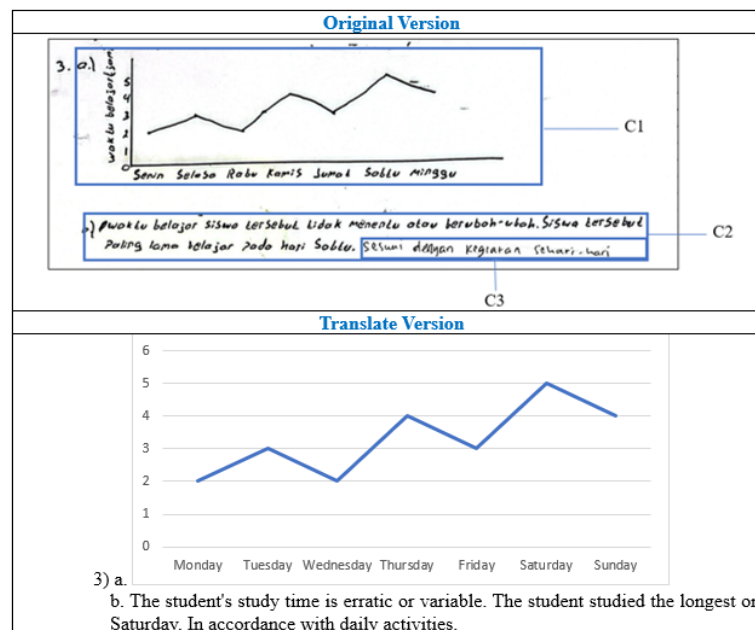 Original Version
3. a.)
waktu belajar (jam)
5
4
3
2
1
0
Senin Selasa Rabu Kamis Jumat Sabtu Minggu
C1
b) waktu belajar siswa tersebut tidak menentu atau berubah-ubah. Siswa tersebut
Paling lama belajar pada hari Sabtu. Sesuai dengan kegiatan sehari-hari
C2
C3
Translate Version
6
5
4
3
2
1
0
Monday Tuesday Wednesday Thursday Friday Saturday Sunday
3) a.
b. The student's study time is erratic or variable. The student studied the longest on
Saturday. In accordance with daily activities.